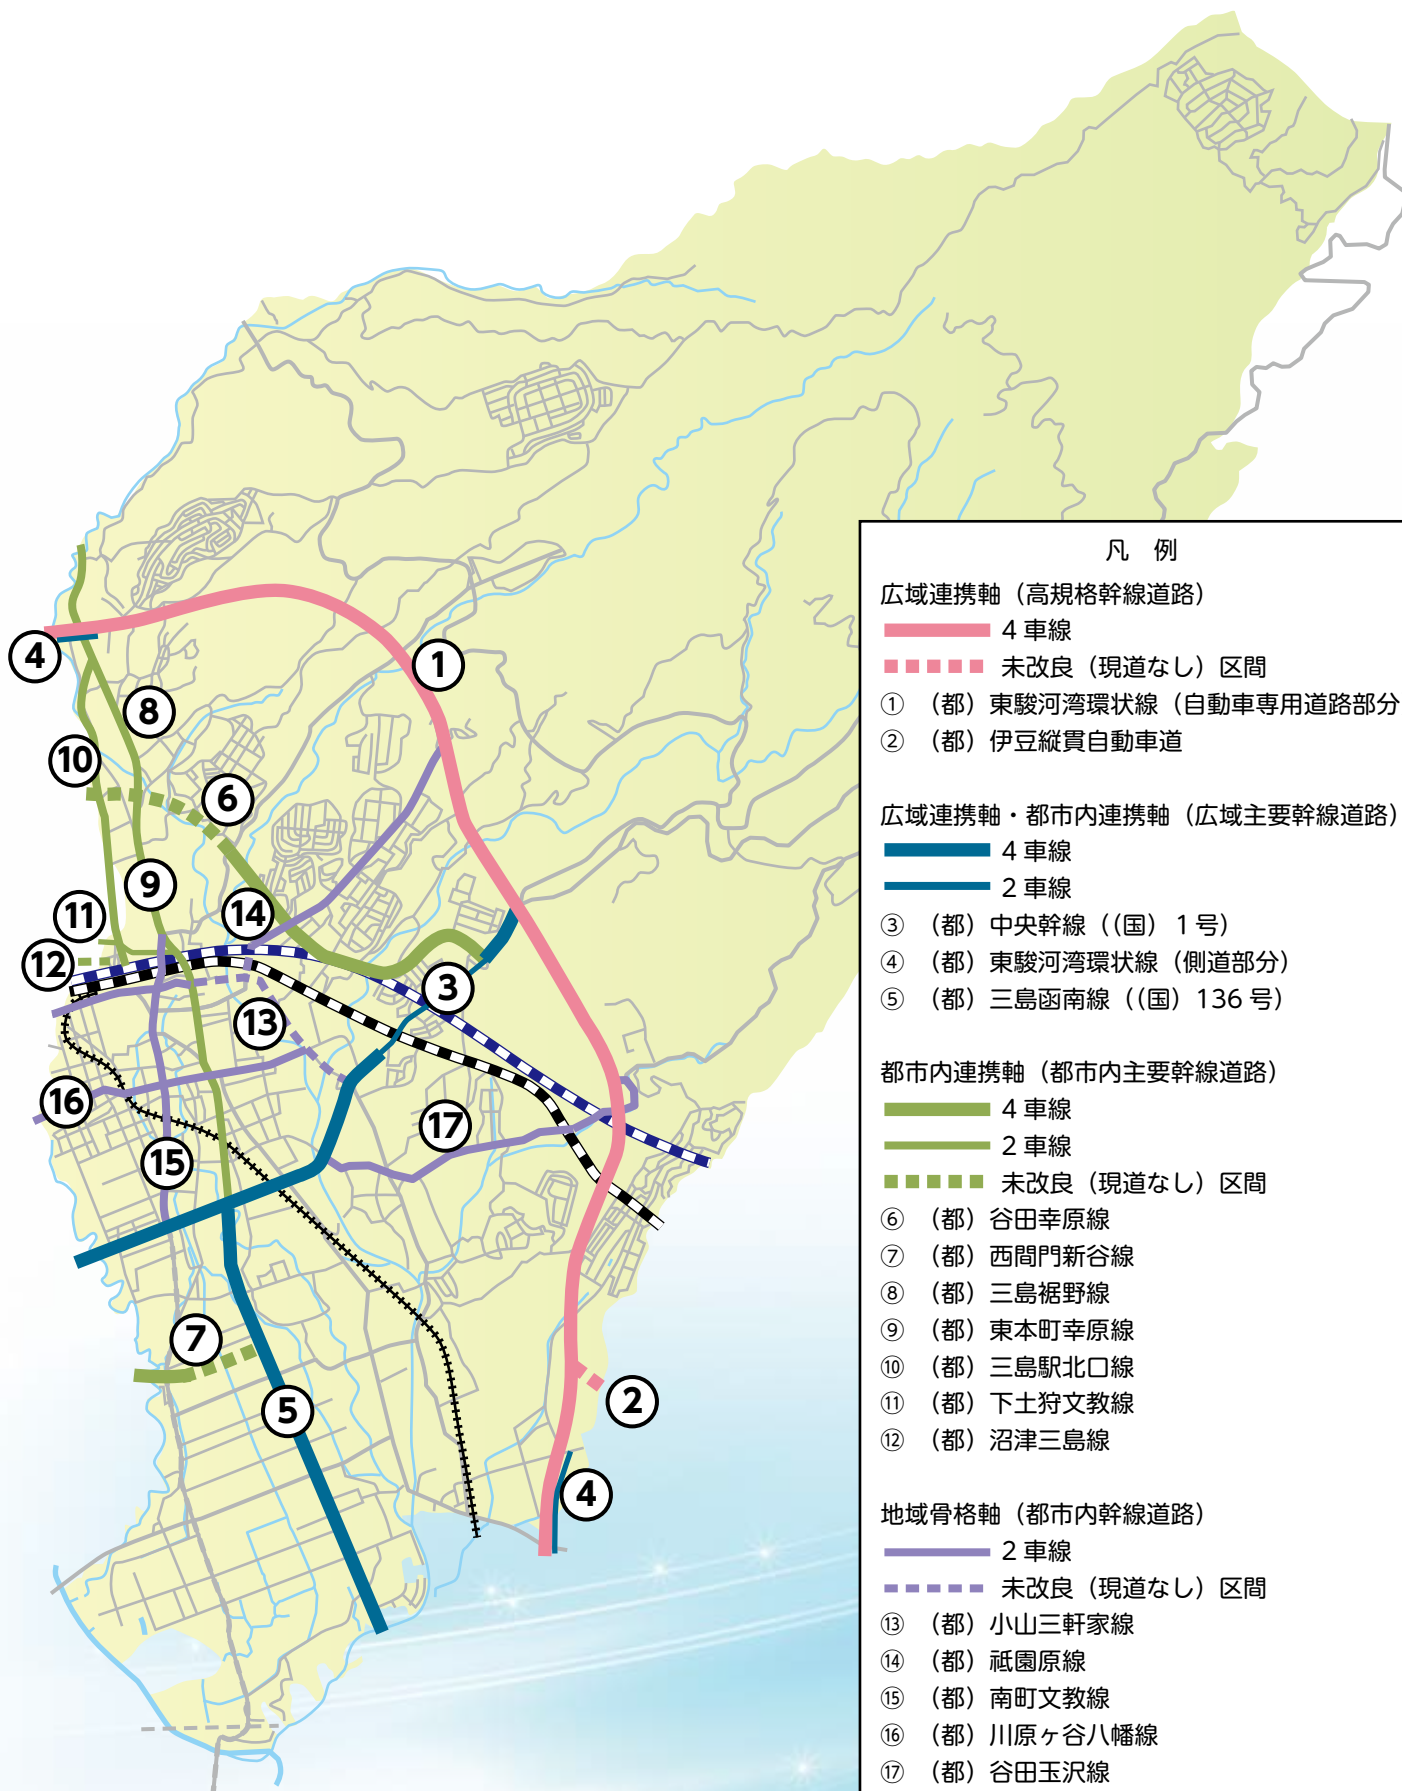 ④
①
⑧
⑩
⑥
⑨
⑪
⑭
⑫
③
⑬
⑯
⑰
⑮
⑦
②
⑤
④
凡 例
広域連携軸（高規格幹線道路）
4 車線
未改良（現道なし）区間
① （都）東駿河湾環状線（自動車専用道路部分
② （都）伊豆縦貫自動車道
広域連携軸・都市内連携軸（広域主要幹線道路）
4 車線
2 車線
③ （都）中央幹線（（国）1 号）
④ （都）東駿河湾環状線（側道部分）
⑤ （都）三島函南線（（国）136 号）
都市内連携軸（都市内主要幹線道路）
4 車線
2 車線
未改良（現道なし）区間
⑥ （都）谷田幸原線
⑦ （都）西間門新谷線
⑧ （都）三島裾野線
⑨ （都）東本町幸原線
⑩ （都）三島駅北口線
⑪ （都）下土狩文教線
⑫ （都）沼津三島線
地域骨格軸（都市内幹線道路）
2 車線
未改良（現道なし）区間
⑬ （都）小山三軒家線
⑭ （都）祇園原線
⑮ （都）南町文教線
⑯ （都）川原ヶ谷八幡線
⑰ （都）谷田玉沢線